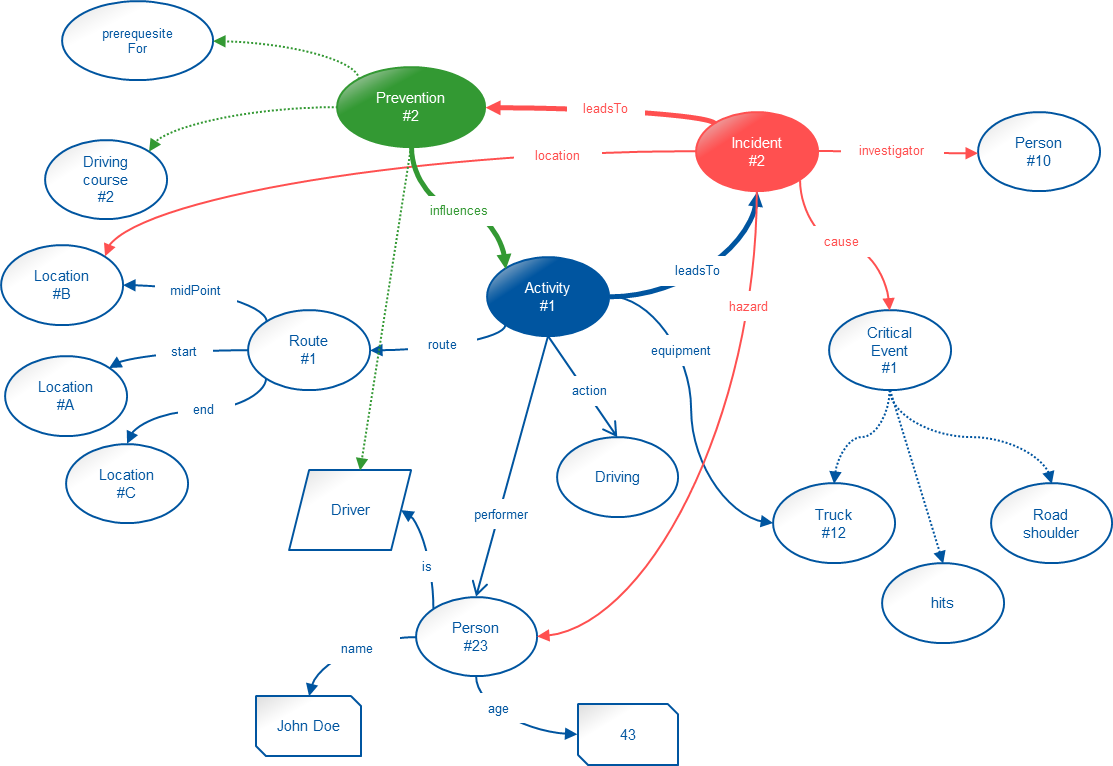 prerequesite
For
Prevention
#2
leadsTo
Incident
#2
investigator
Person
#10
Driving
course
#2
location
influences
cause
Location
#B
midPoint
Activity
#1
leadsTo
hazard
Route
#1
route
equipment
Critical
Event
#1
start
Location
#A
end
action
Location
#C
Driving
Driver
performer
Truck
#12
Road
shoulder
is
hits
Person
#23
name
age
John Doe
43